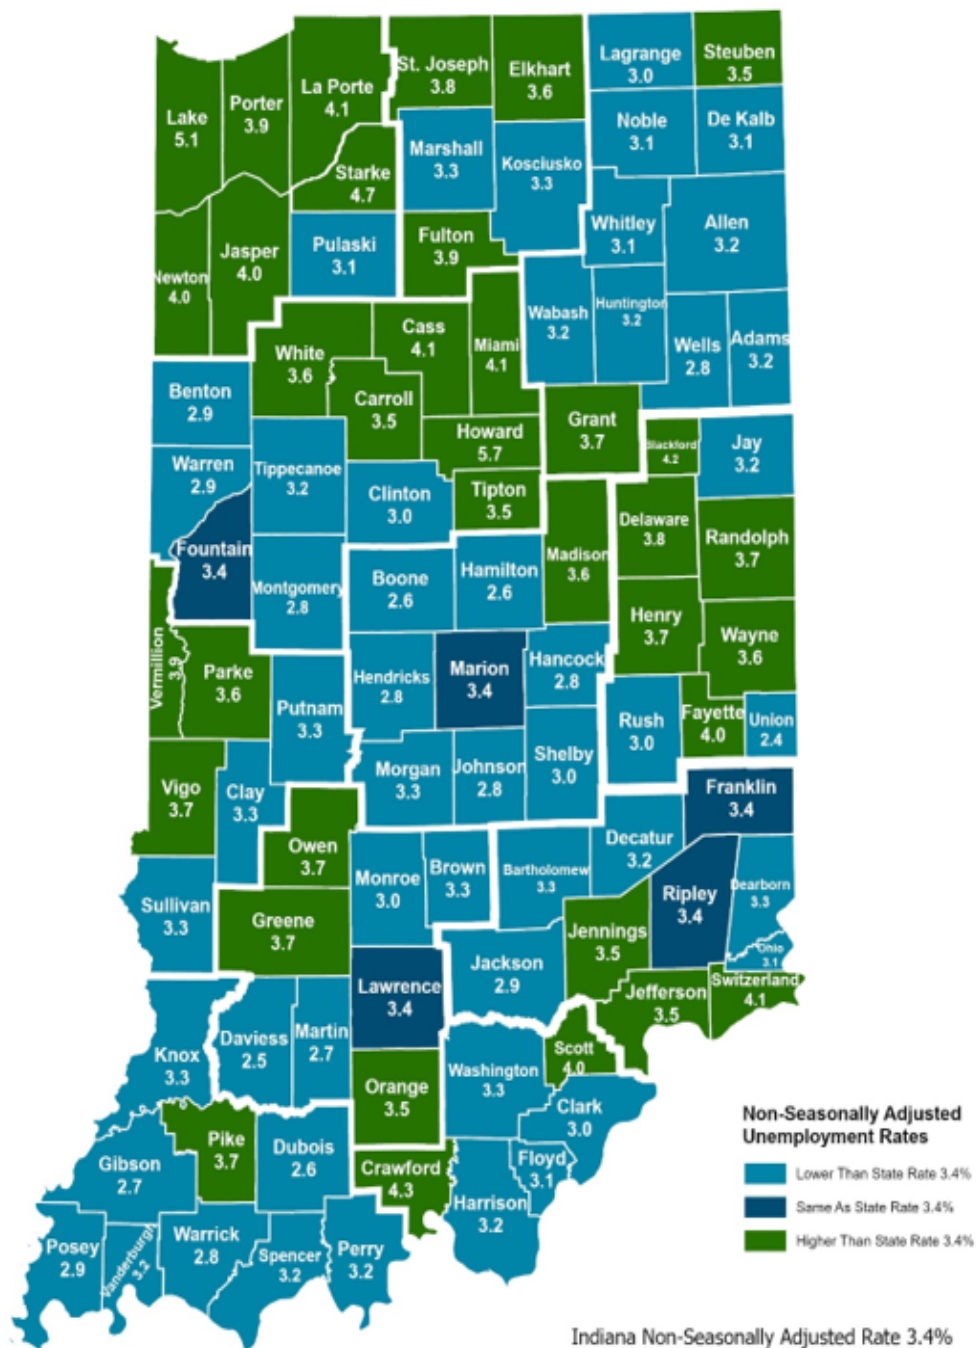 Lagrange
3.0
Steuben
3.5
St. Joseph
3.8
Elkhart
3.6
La Porte
4.1
Porter
3.9
Lake
5.1
Noble
3.1
De Kalb
3.1
Marshall
3.3
Kosciusko
3.3
Starke
4.7
Whitley
3.1
Allen
3.2
Fulton
3.9
Pulaski
3.1
Jasper
4.0
Newton
4.0
Wabash
3.2
Huntington
3.2
Wells
2.8
Adams
3.2
Cass
4.1
Miami
4.1
White
3.6
Carroll
3.5
Benton
2.9
Howard
5.7
Grant
3.7
Blackford
4.2
Jay
3.2
Warren
2.9
Tippecanoe
3.2
Clinton
3.0
Tipton
3.5
Delaware
3.8
Randolph
3.7
Fountain
3.4
Madison
3.6
Montgomery
2.8
Boone
2.6
Hamilton
2.6
Henry
3.7
Wayne
3.6
Vermillion
3.9
Parke
3.6
Hendricks
2.8
Marion
3.4
Hancock
2.8
Putnam
3.3
Rush
3.0
Fayette
4.0
Union
2.4
Morgan
3.3
Johnson
2.8
Shelby
3.0
Vigo
3.7
Clay
3.3
Franklin
3.4
Owen
3.7
Decatur
3.2
Monroe
3.0
Brown
3.3
Bartholomew
3.3
Ripley
3.4
Dearborn
3.3
Sullivan
3.3
Greene
3.7
Jennings
3.5
Ohio
3.1
Lawrence
3.4
Jackson
2.9
Jefferson
3.5
Switzerland
4.1
Knox
3.3
Daviess
2.5
Martin
2.7
Scott
4.0
Washington
3.3
Orange
3.5
Clark
3.0
Non-Seasonally Adjusted
Unemployment Rates
Lower Than State Rate 3.4%
Same As State Rate 3.4%
Higher Than State Rate 3.4%
Gibson
2.7
Pike
3.7
Dubois
2.6
Crawford
4.3
Floyd
3.1
Harrison
3.2
Posey
2.9
Vanderburgh
3.2
Warrick
2.8
Spencer
3.2
Perry
3.2
Indiana Non-Seasonally Adjusted Rate 3.4%